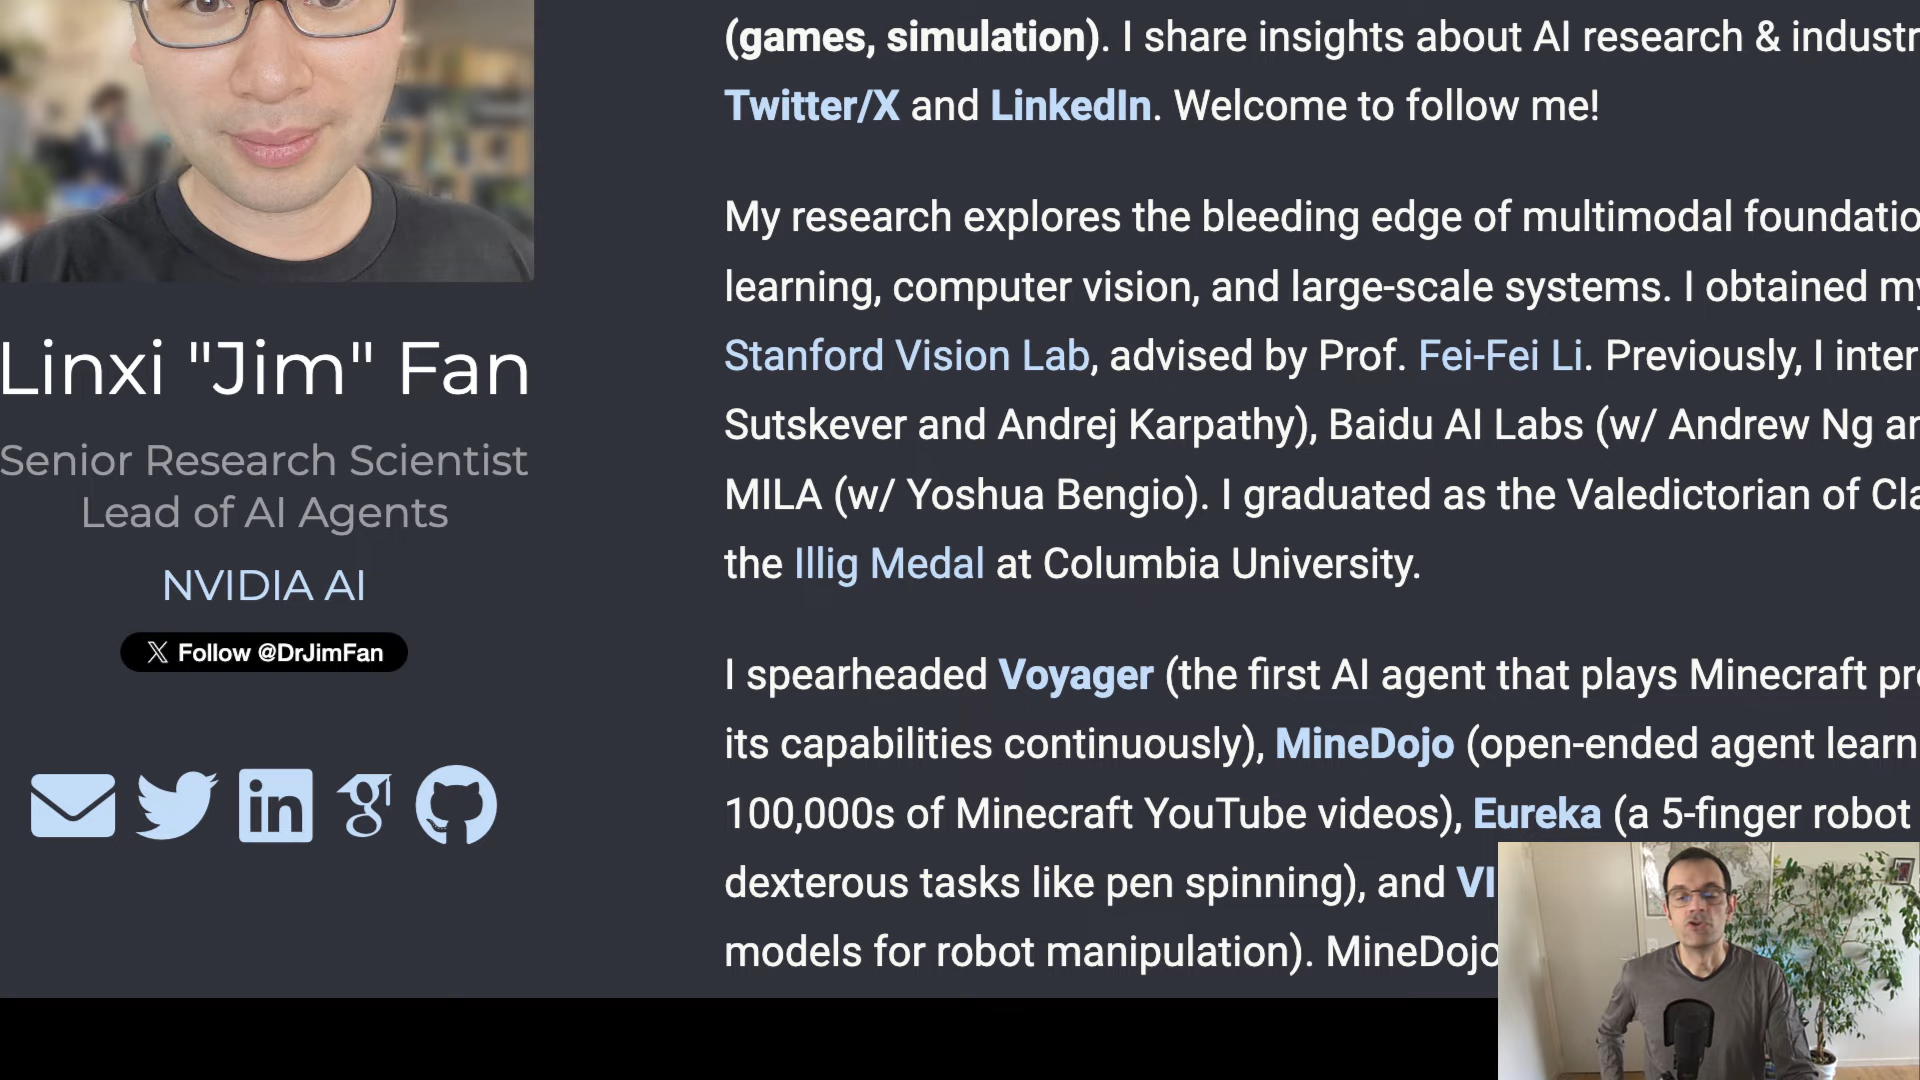 Linxi "Jim" Fan
Senior Research Scientist
Lead of AI Agents
NVIDIA AI
Follow @DrJimFan
(games, simulation). I share insights about AI research & industr
Twitter/X and LinkedIn. Welcome to follow me!
My research explores the bleeding edge of multimodal foundatio
learning, computer vision, and large-scale systems. I obtained my
Stanford Vision Lab, advised by Prof. Fei-Fei Li. Previously, I inter
Sutskever and Andrej Karpathy), Baidu AI Labs (w/ Andrew Ng an
MILA (w/ Yoshua Bengio). I graduated as the Valedictorian of Cla
the Illig Medal at Columbia University.
I spearheaded Voyager (the first AI agent that plays Minecraft pro
its capabilities continuously), MineDojo (open-ended agent learn
100,000s of Minecraft YouTube videos), Eureka (a 5-finger robot
dexterous tasks like pen spinning), and VI
models for robot manipulation). MineDojo